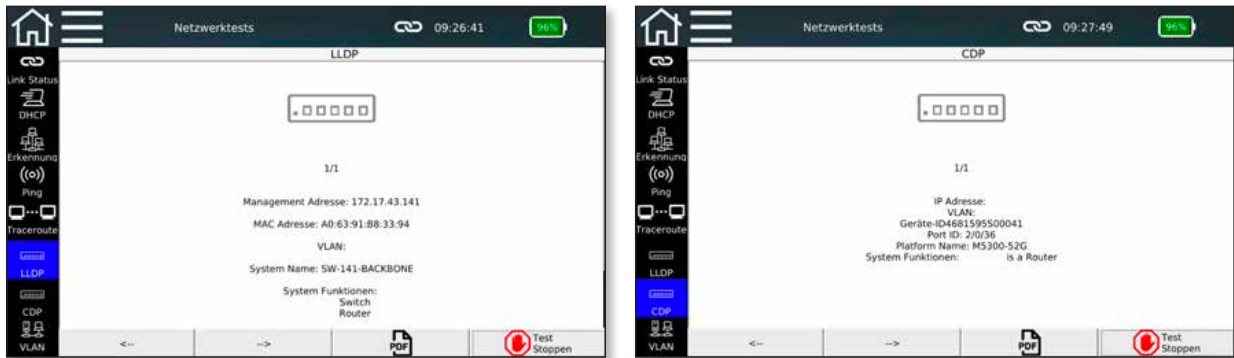 Netzwerktests 09:26:41 96%
LLDP
Link Status
DHCP
Erkennung
Ping
Traceroute
LLDP
CDP
VLAN
1/1
Management Adresse: 172.17.43.141
MAC Adresse: A0:63:91:B8:33:94
VLAN:
System Name: SW-141-BACKBONE
System Funktionen:
Switch
Router
<-- --> PDF Test
Stoppen
Netzwerktests 09:27:49 96%
CDP
Link Status
DHCP
Erkennung
Ping
Traceroute
LLDP
CDP
VLAN
1/1
IP Adresse:
VLAN:
Geräte-ID4681595S00041
Port ID: 2/0/36
Platform Name: M5300-52G
System Funktionen: is a Router
<-- --> PDF Test
Stoppen